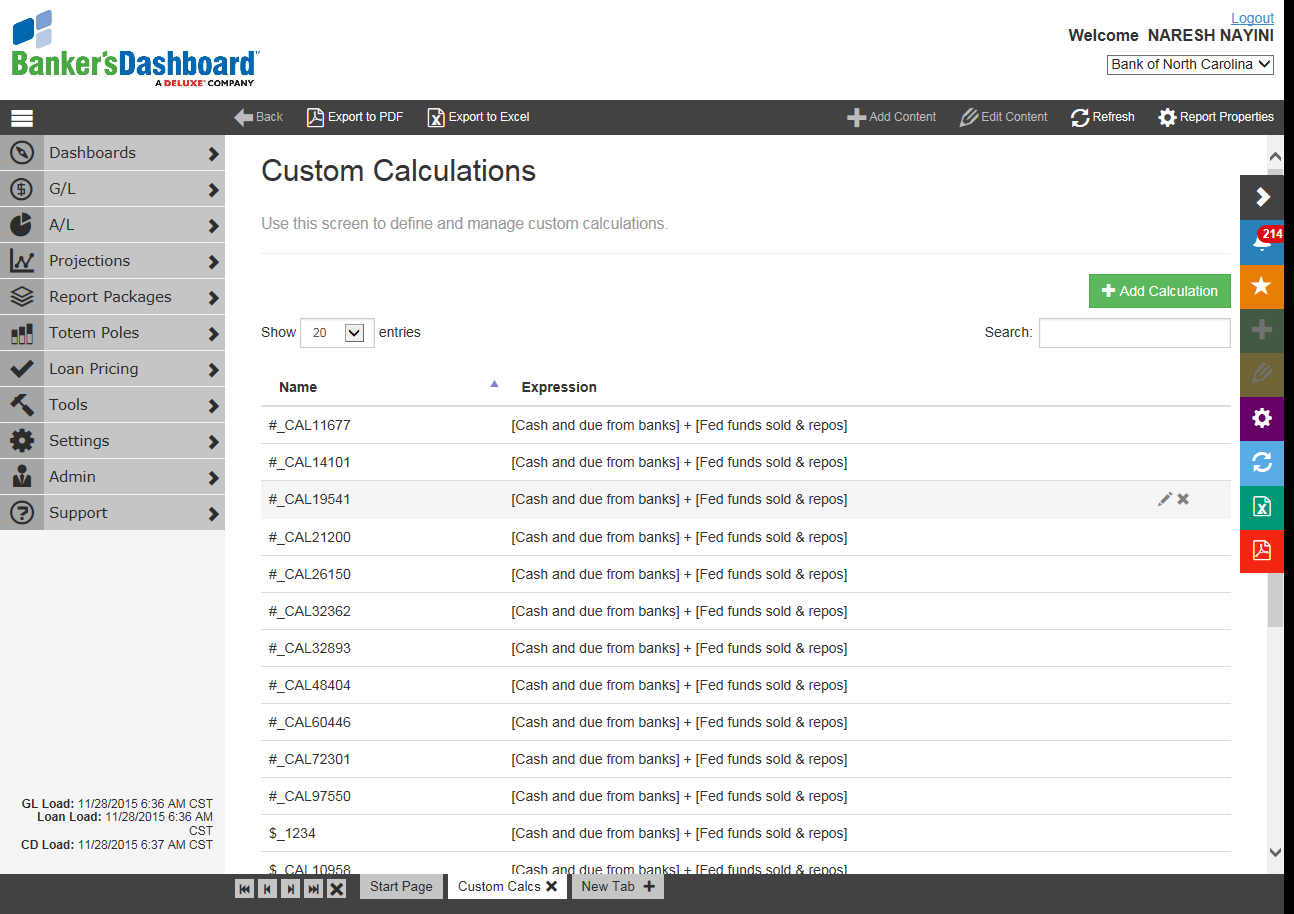 Logout
Banker'sDashboard
A DELUXE COMPANY
Welcome NARESH NAYINI
Bank of North Carolina
Back
Export to PDF
Export to Excel
Add Content
Edit Content
Refresh
Report Properties
Dashboards
G/L
A/L
Projections
Report Packages
Totem Poles
Loan Pricing
Tools
Settings
Admin
Support
GL Load: 11/28/2015 6:36 AM CST
Loan Load: 11/28/2015 6:36 AM
CST
CD Load: 11/28/2015 6:37 AM CST
Custom Calculations
Use this screen to define and manage custom calculations.
214
Add Calculation
Show 20 entries
Search:
Name Expression
#_CAL11677 [Cash and due from banks] + [Fed funds sold & repos]
#_CAL14101 [Cash and due from banks] + [Fed funds sold & repos]
#_CAL19541 [Cash and due from banks] + [Fed funds sold & repos]
#_CAL21200 [Cash and due from banks] + [Fed funds sold & repos]
#_CAL26150 [Cash and due from banks] + [Fed funds sold & repos]
#_CAL32362 [Cash and due from banks] + [Fed funds sold & repos]
#_CAL32893 [Cash and due from banks] + [Fed funds sold & repos]
#_CAL48404 [Cash and due from banks] + [Fed funds sold & repos]
#_CAL60446 [Cash and due from banks] + [Fed funds sold & repos]
#_CAL72301 [Cash and due from banks] + [Fed funds sold & repos]
#_CAL97550 [Cash and due from banks] + [Fed funds sold & repos]
$_1234 [Cash and due from banks] + [Fed funds sold & repos]
$_CAL10958 [Cash and due from banks] + [Fed funds sold & repos]
Start Page
Custom Calcs
New Tab